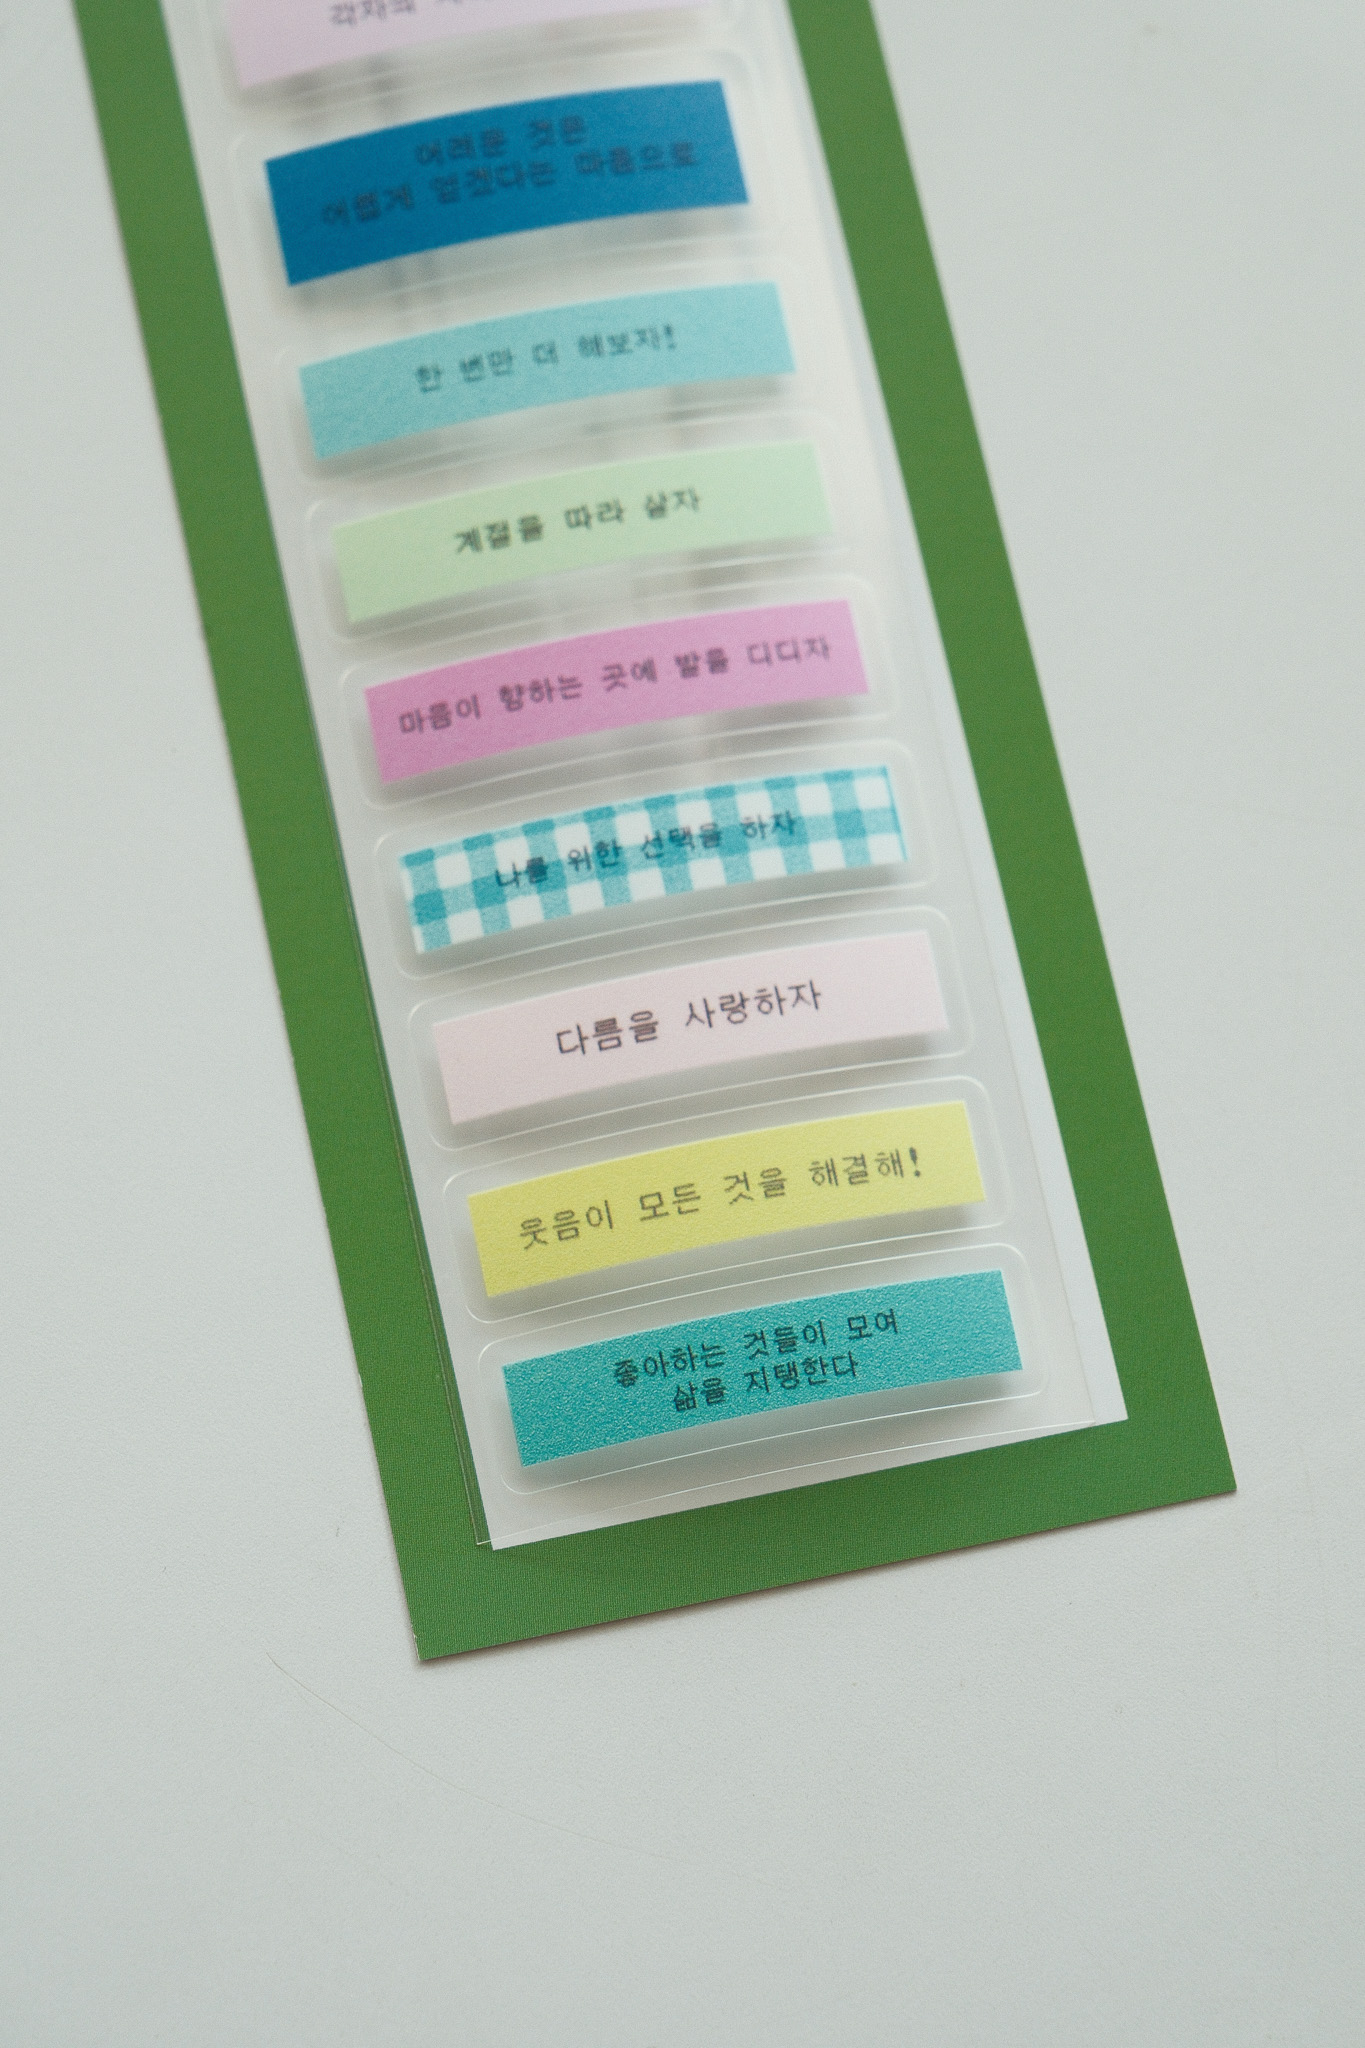 각자의
어려운 것은
어렵게 얻겠다는 마음으로
한 번만 더 해보자!
계절을 따라 살자
마음이 향하는 곳에 발을 디디자
나를 위한 선택을 하자
다름을 사랑하자
웃음이 모든 것을 해결해!
좋아하는 것들이 모여
삶을 지탱한다